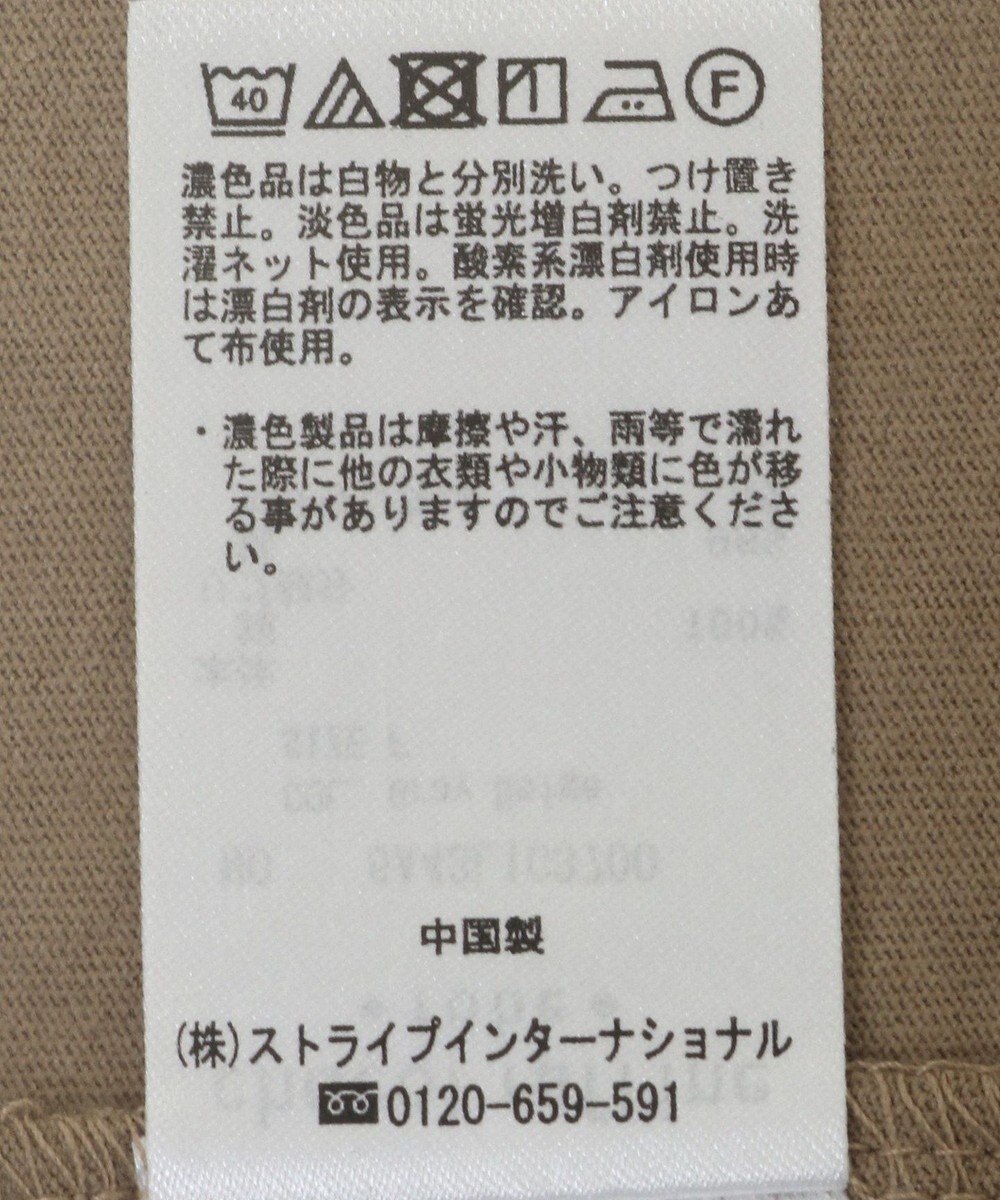 40 F
濃色品は白物と分別洗い。つけ置き
禁止。淡色品は蛍光増白剤禁止。洗
濯ネット使用。酸素系漂白剤使用時
は漂白剤の表示を確認。アイロンあ
て布使用。
・濃色製品は摩擦や汗、雨等で濡れ
た際に他の衣類や小物類に色が移
る事がありますのでご注意くださ
い。
中国製
(株)ストライプインターナショナル
0120-659-591